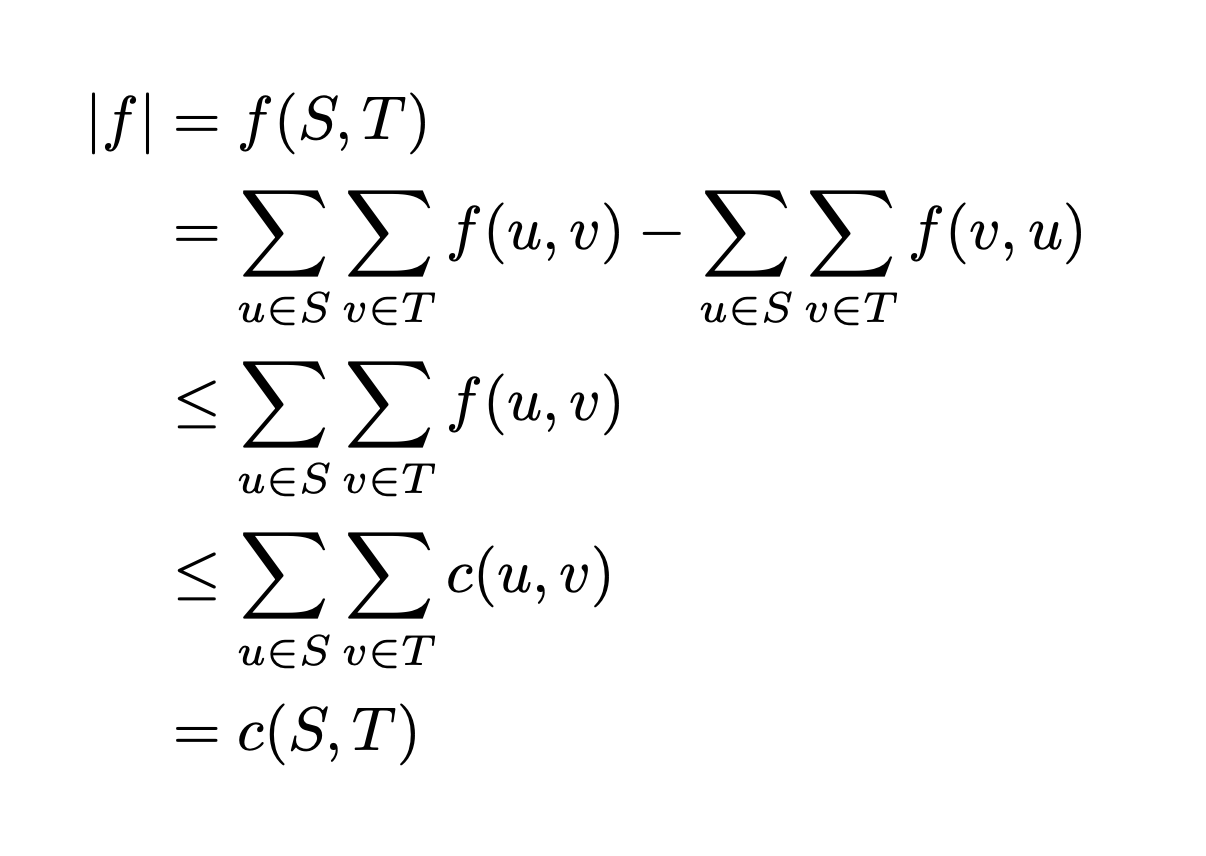 |f| = f(S, T)
= ∑_{u∈S} ∑_{v∈T} f(u, v) − ∑_{u∈S} ∑_{v∈T} f(v, u)
≤ ∑_{u∈S} ∑_{v∈T} f(u, v)
≤ ∑_{u∈S} ∑_{v∈T} c(u, v)
= c(S, T)